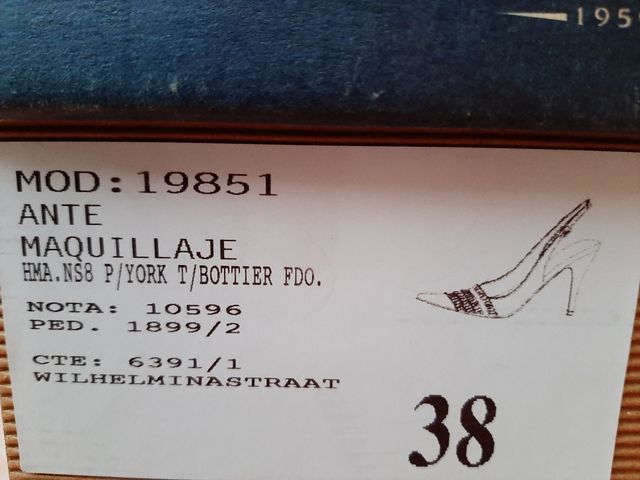 195
MOD:19851
ANTE
MAQUILLAJE
HMA.NS8 P/YORK T/BOTTIER FDO.
NOTA: 10596
PED. 1899/2
CTE: 6391/1
WILHELMINASTRAAT
38